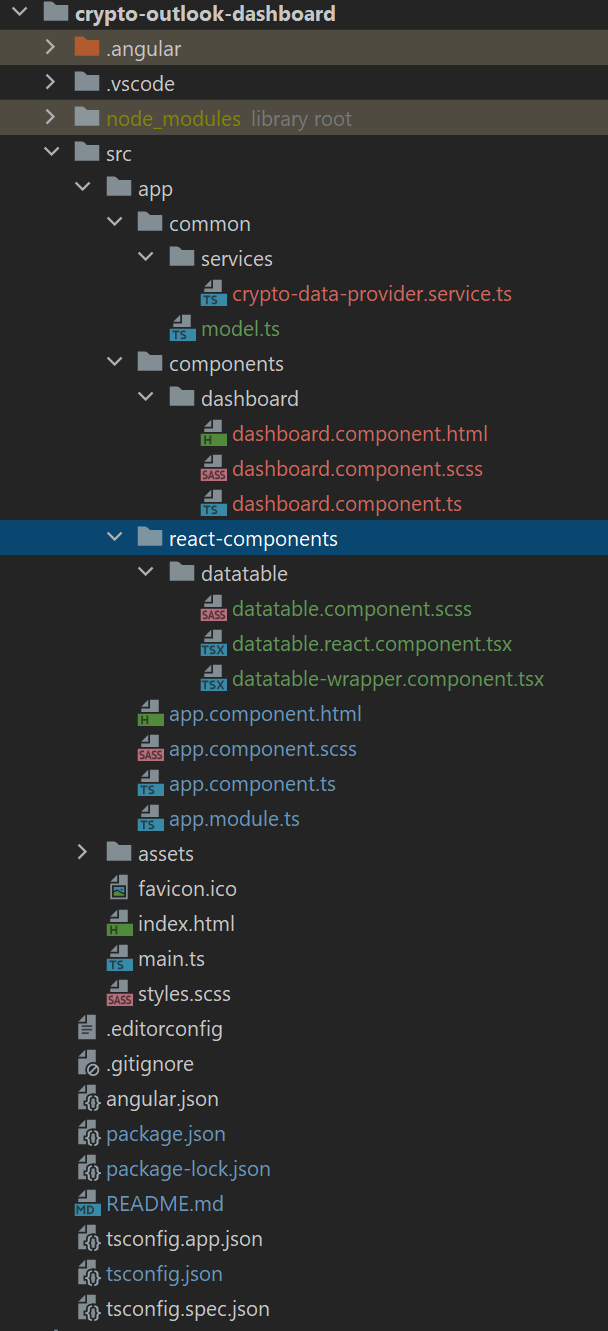 crypto-outlook-dashboard
.angular
.vscode
node_modules library root
src
app
common
services
TS crypto-data-provider.service.ts
TS model.ts
components
dashboard
H dashboard.component.html
SASS dashboard.component.scss
TS dashboard.component.ts
react-components
datatable
SASS datatable.component.scss
TSX datatable.react.component.tsx
TSX datatable-wrapper.component.tsx
H app.component.html
SASS app.component.scss
TS app.component.ts
TS app.module.ts
assets
favicon.ico
H index.html
TS main.ts
SASS styles.scss
.editorconfig
.gitignore
angular.json
package.json
package-lock.json
MD README.md
tsconfig.app.json
tsconfig.json
tsconfig.spec.json